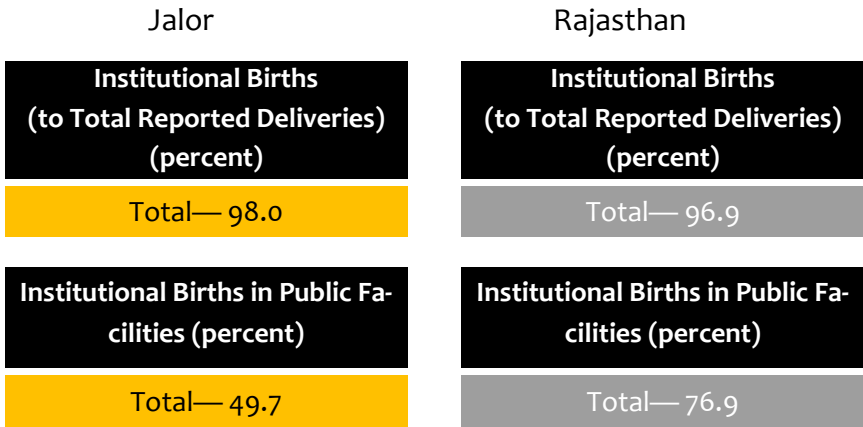 Jalor
Rajasthan
Institutional Births
(to Total Reported Deliveries)
(percent)
Institutional Births
(to Total Reported Deliveries)
(percent)
Total— 98.0
Total— 96.9
Institutional Births in Public Fa-
cilities (percent)
Institutional Births in Public Fa-
cilities (percent)
Total— 49.7
Total— 76.9